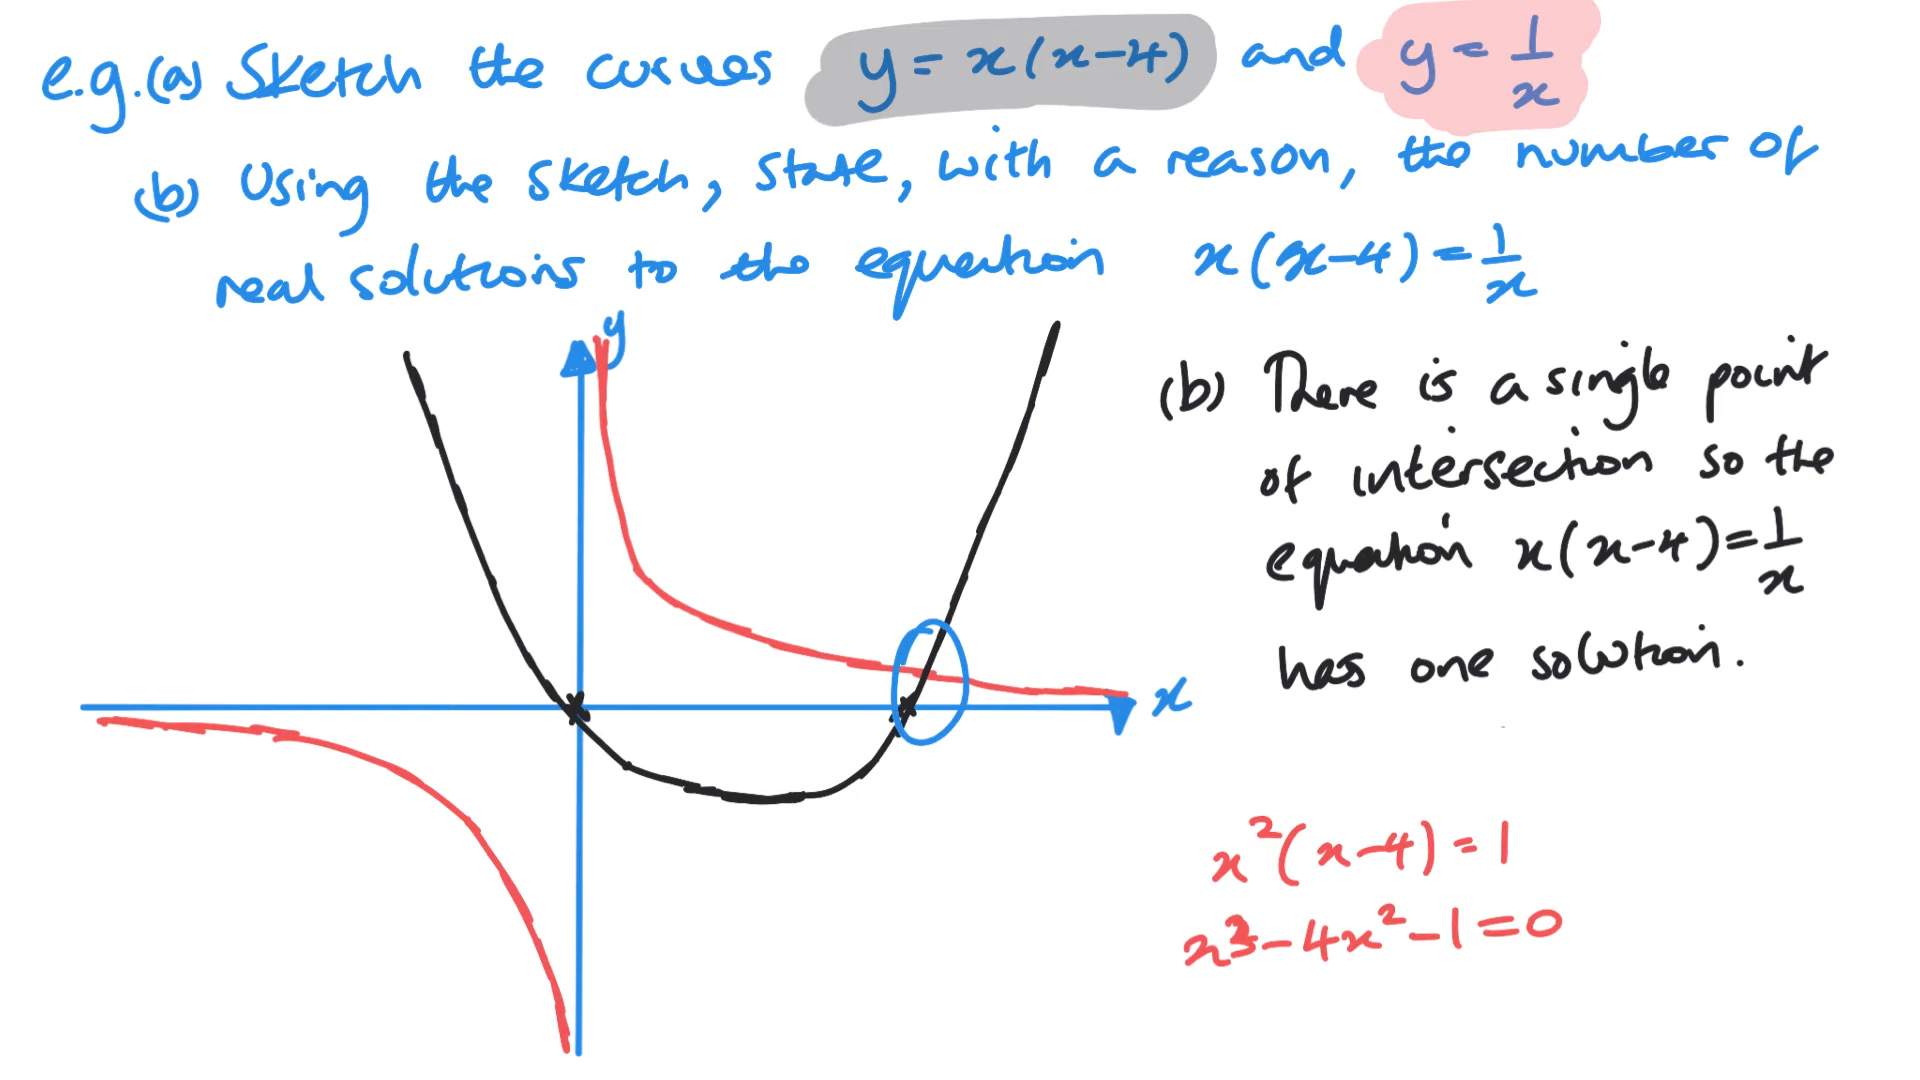 e.g.(a) Sketch the curves y = x(x-4) and y = 1/x
(b) Using the sketch, state, with a reason, the number of
real solutions to the equation x(x-4) = 1/x
y
x
(b) There is a single point
of intersection so the
equation x(x-4) = 1/x
has one solution.
x²(x-4) = 1
x³ - 4x² - 1 = 0